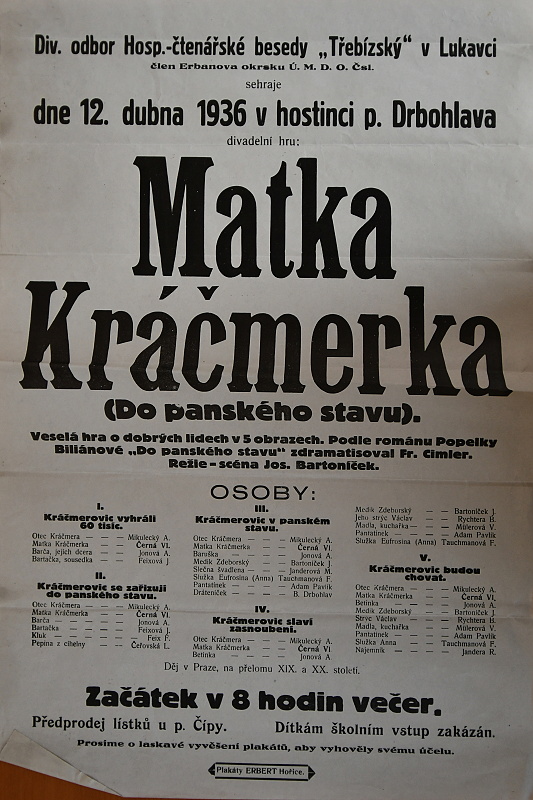 Div. odbor Hosp.-čtenářské besedy „Třebízský" v Lukavci
člen Erbanova okrsku Ú. M. D. O. Čsl.
sehraje
dne 12. dubna 1936 v hostinci p. Drbohlava
divadelní hru:
Matka
Kráčmerka
(Do panského stavu).
Veselá hra o dobrých lidech v 5 obrazech. Podle románu Popelky
Biliánové „Do panského stavu" zdramatisoval Fr. Cimler.
Režie - scéna Jos. Bartoníček.
OSOBY:
I.
Kráčmerovic vyhráli
60 tisíc.
Otec Kráčmera — — — Mikulecký A.
Matka Kráčmerka — — Černá Vl.
Barča, jejich dcera — — Jonová A.
Bartačka, sousedka — — Feixová J.
II.
Kráčmerovic se zařizují
do panského stavu.
Otec Kráčmera — — — Mikulecký A.
Matka Kráčmerka — — Černá Vl.
Barča — — — — Jonová A.
Bartačka — — — Feixová J.
Kluk — — — — Feix F.
Pepina z cihelny — — Čeřovská L.
III.
Kráčmerovic v panském
stavu.
Otec Kráčmera — — — Mikulecký A.
Matka Kráčmerka — — Černá Vl.
Baruška — — — — Jonová A.
Medik Zdeborský — — Bartoníček J.
Slečna švadlena — — Janderová M.
Služka Eufrosina (Anna) Tauchmanová F.
Pantatínek — — — Adam Pavlík
Dráteníček — — — B. Drbohlav
IV.
Kráčmerovic slaví
zasnoubení.
Otec Kráčmera — — — Mikulecký A.
Matka Kráčmerka — — Černá Vl.
Betinka — — — — Jonová A.
Medik Zdeborský — — Bartoníček J.
Jeho strýc Václav — — Rychtera B.
Madla, kuchařka — — Müllerová V.
Pantatínek — — — Adam Pavlík
Služka Eufrosina (Anna) Tauchmanová F.
V.
Kráčmerovic budou
chovat.
Otec Kráčmera — — — Mikulecký A.
Matka Kráčmerka — — Černá Vl.
Betinka — — — — Jonová A.
Medik Zdeborský — — Bartoníček J.
Strýc Václav — — — Rychtera B.
Madla, kuchařka — — Müllerová V.
Pantatínek — — — Adam Pavlík
Služka Anna — — — Tauchmanová F.
Nájemník — — — Jandera R.
Děj v Praze, na přelomu XIX. a XX. století.
Začátek v 8 hodin večer.
Předprodej lístků u p. Čípy. Dítkám školním vstup zakázán.
Prosíme o laskavé vyvěšení plakátů, aby vyhověly svému účelu.
Plakáty ERBERT Hořice.